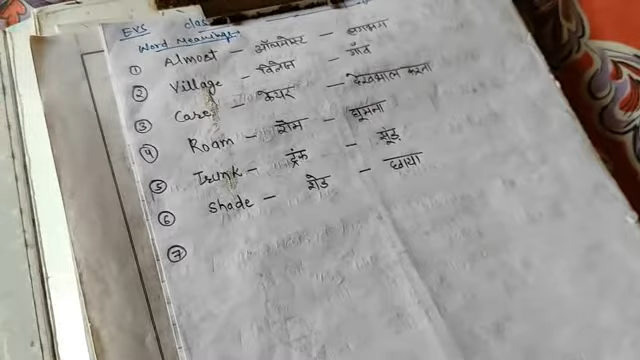 EVS clas
Word Meanings
① Almost - ऑलमोस्ट - लगभग
② Village - विलेज - गाँव
③ Care - केयर - देखभाल करना
④ Roam - रोम - घूमना
⑤ Trunk - ट्रंक - सूंड
⑥ Shade - शेड - छाया
⑦